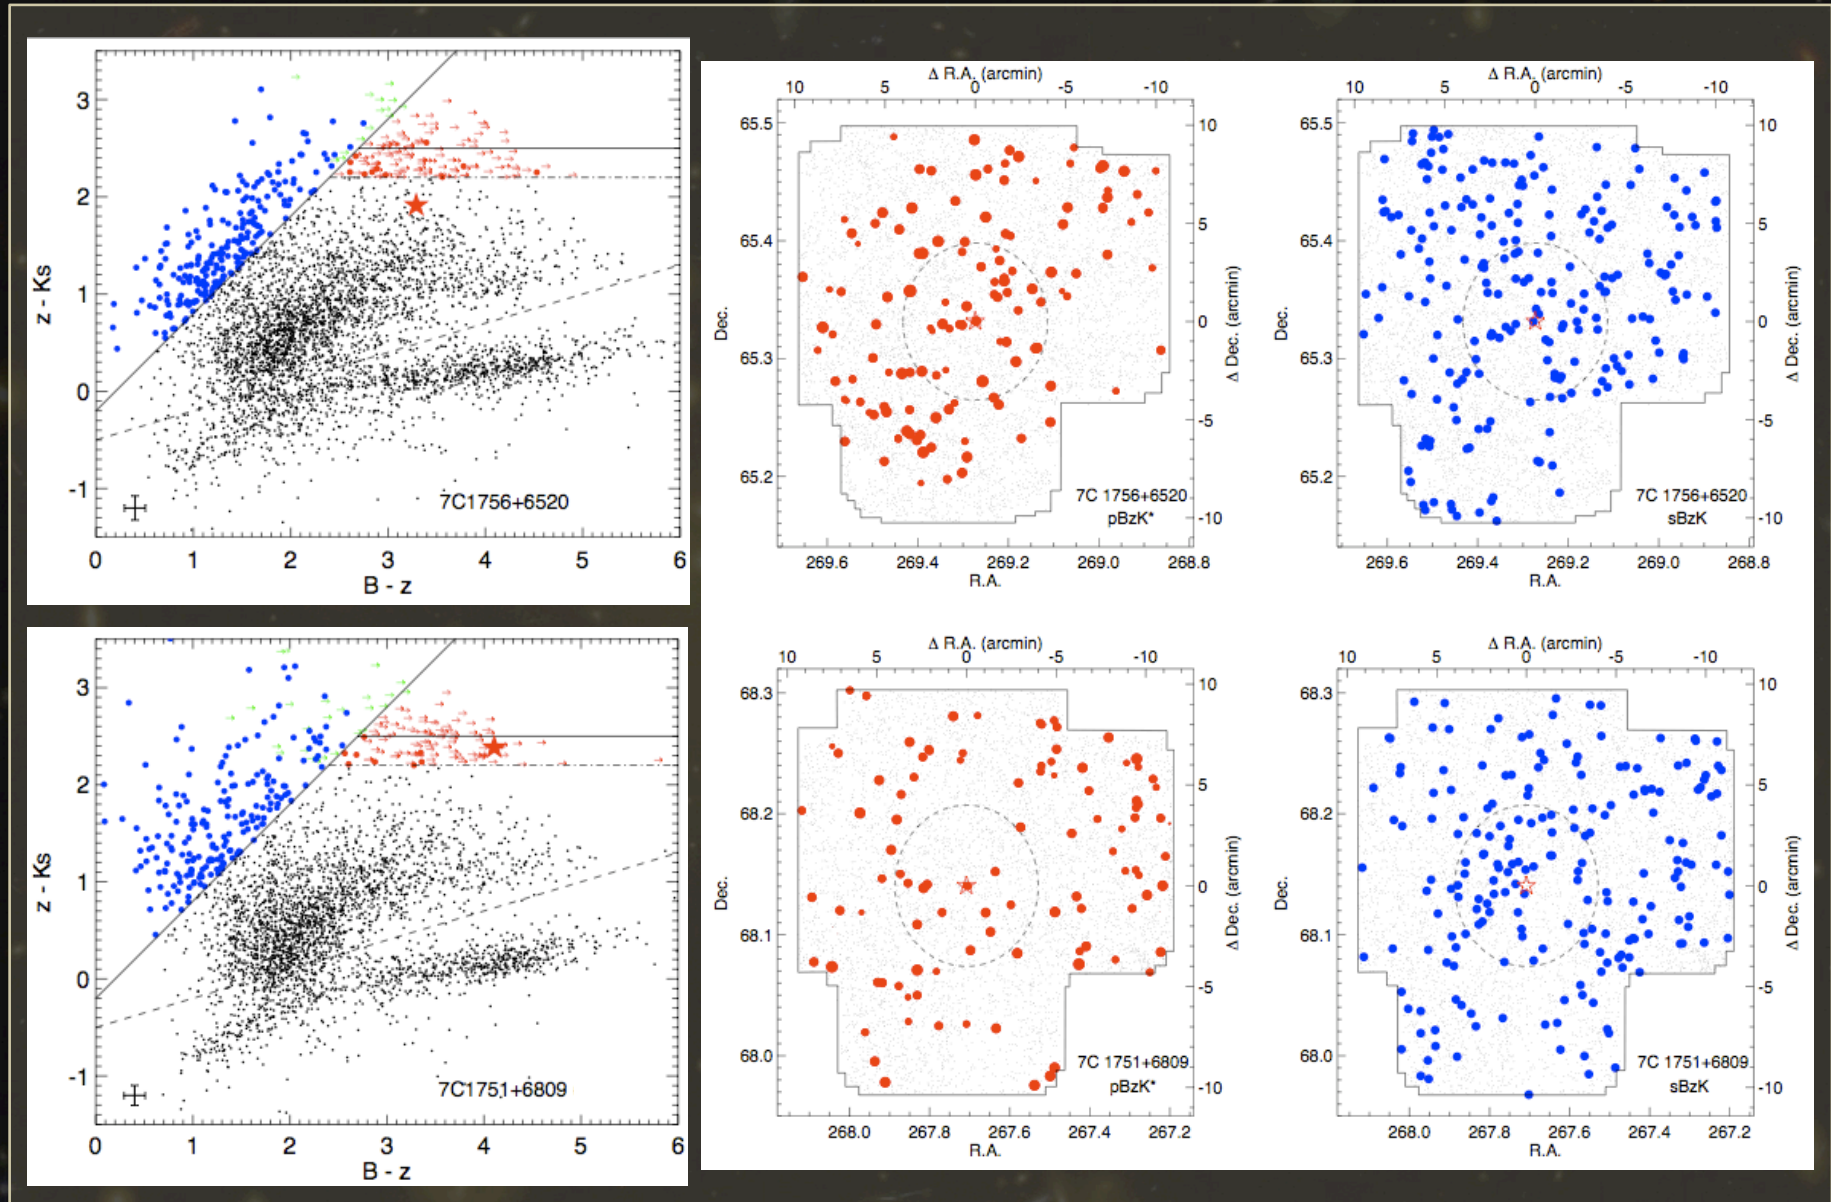 3
2
1
0
-1
z - Ks
7C1756+6520
0 1 2 3 4 5 6
B - z
Δ R.A. (arcmin)
10 5 0 -5 -10
65.5
65.4
65.3
65.2
Dec.
10
5
0
-5
-10
Δ Dec. (arcmin)
7C 1756+6520
pBzK*
269.6 269.4 269.2 269.0 268.8
R.A.
Δ R.A. (arcmin)
10 5 0 -5 -10
65.5
65.4
65.3
65.2
Dec.
10
5
0
-5
-10
Δ Dec. (arcmin)
7C 1756+6520
sBzK
269.6 269.4 269.2 269.0 268.8
R.A.
3
2
1
0
-1
z - Ks
7C1751+6809
0 1 2 3 4 5 6
B - z
Δ R.A. (arcmin)
10 5 0 -5 -10
68.3
68.2
68.1
68.0
Dec.
10
5
0
-5
-10
Δ Dec. (arcmin)
7C 1751+6809
pBzK*
268.0 267.8 267.6 267.4 267.2
R.A.
Δ R.A. (arcmin)
10 5 0 -5 -10
68.3
68.2
68.1
68.0
Dec.
10
5
0
-5
-10
Δ Dec. (arcmin)
7C 1751+6809
sBzK
268.0 267.8 267.6 267.4 267.2
R.A.